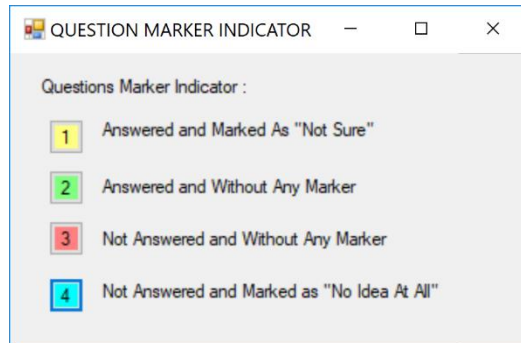 QUESTION MARKER INDICATOR
Questions Marker Indicator :
1 Answered and Marked As "Not Sure"
2 Answered and Without Any Marker
3 Not Answered and Without Any Marker
4 Not Answered and Marked as "No Idea At All"